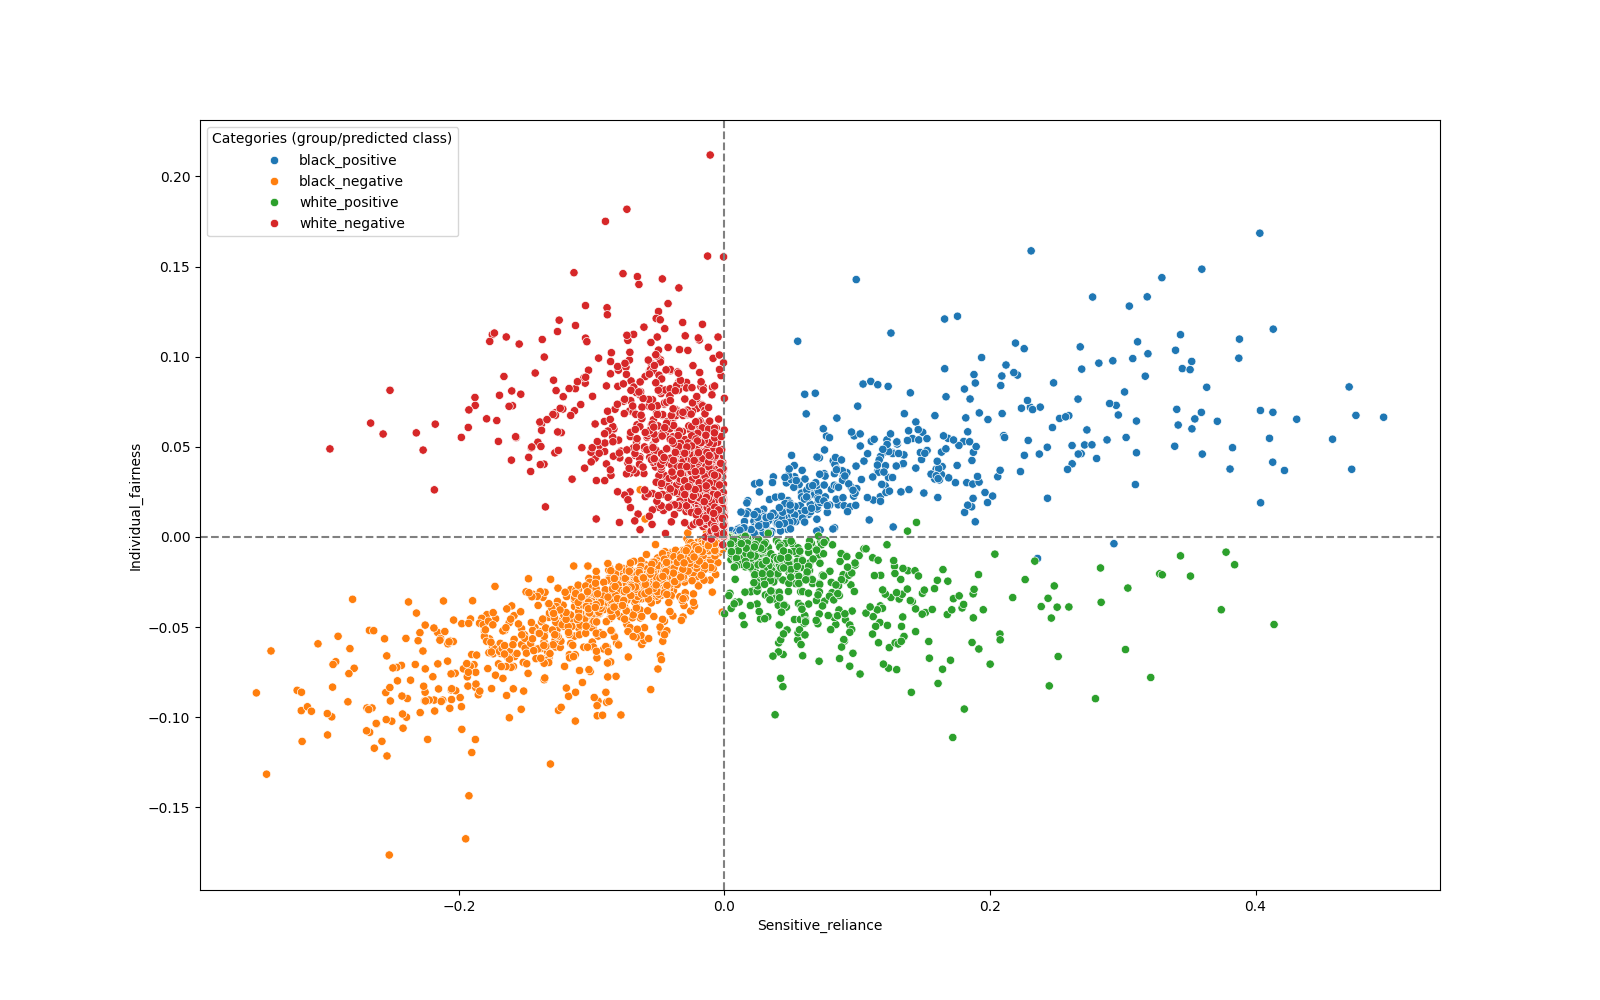 Categories (group/predicted class)
black_positive
black_negative
white_positive
white_negative
0.20
0.15
0.10
0.05
0.00
−0.05
−0.10
−0.15
Individual_fairness
−0.2
0.0
0.2
0.4
Sensitive_reliance